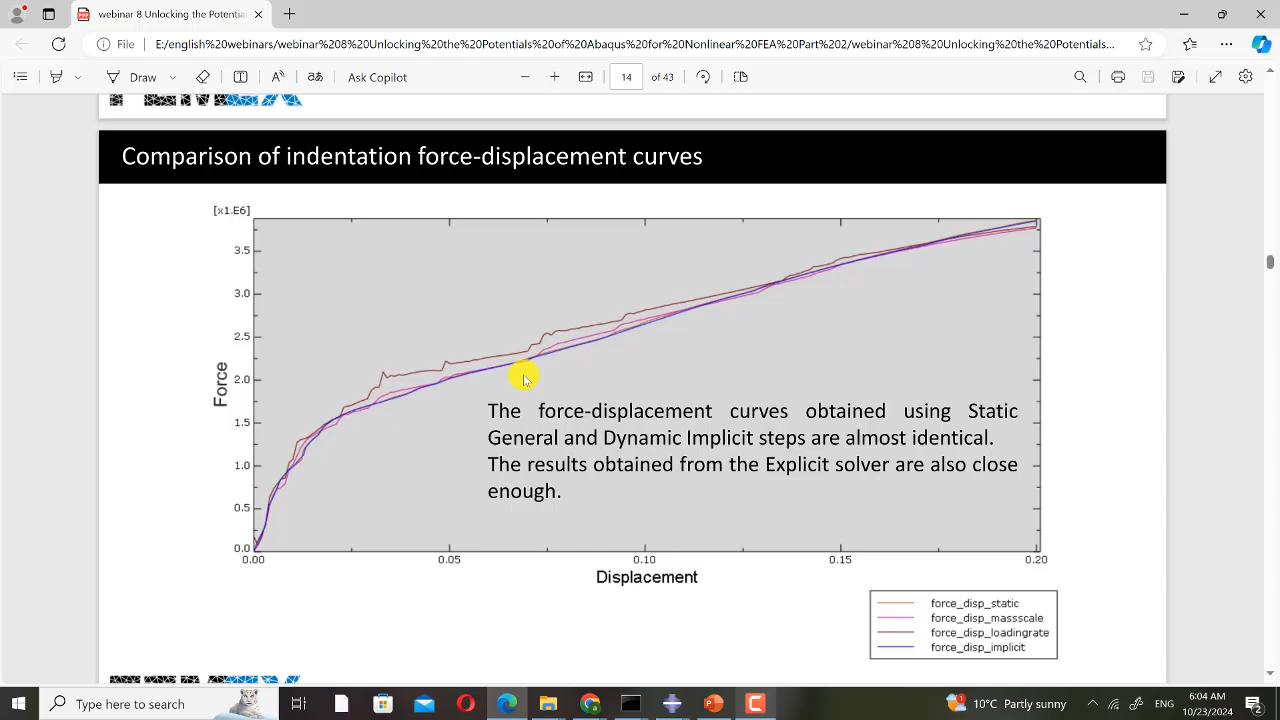 webinar 8 Unlocking the Potentia
File
E:/english%20webinars/webinar%208%20Unlocking%20the%20Potentials%20o%20Abaqus%20for%20Nonlinear%20FEA%20Part%202/webinar%208%20Unlocking%20the%20Potentials...
Draw
Ask Copilot
14
of 43
Comparison of indentation force-displacement curves
[x1.E6]
3.5
3.0
2.5
2.0
1.5
1.0
0.5
0.0
Force
0.00
0.05
0.10
0.15
0.20
Displacement
The force-displacement curves obtained using Static
General and Dynamic Implicit steps are almost identical.
The results obtained from the Explicit solver are also close
enough.
force_disp_static
force_disp_massscale
force_disp_loadingrate
force_disp_implicit
Type here to search
10°C Partly sunny
ENG
6:04 AM
10/23/2024